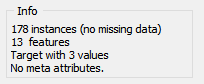 Info
178 instances (no missing data)
13 features
Target with 3 values
No meta attributes.